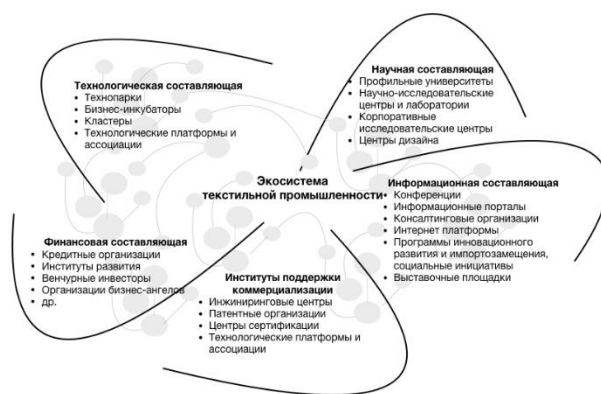 Технологическая составляющая
• Технопарки
• Бизнес-инкубаторы
• Кластеры
• Технологические платформы и
ассоциации
Научная составляющая
• Профильные университеты
• Научно-исследовательские
центры и лаборатории
• Корпоративные
исследовательские центры
• Центры дизайна
Экосистема
текстильной промышленности
Информационная составляющая
• Конференции
• Информационные порталы
• Консалтинговые организации
• Интернет платформы
• Программы инновационного
развития и импортозамещения,
социальные инициативы
• Выставочные площадки
Финансовая составляющая
• Кредитные организации
• Институты развития
• Венчурные инвесторы
• Организации бизнес-ангелов
• др.
Институты поддержки
коммерциализации
• Инжиниринговые центры
• Патентные организации
• Центры сертификации
• Технологические платформы и
ассоциации